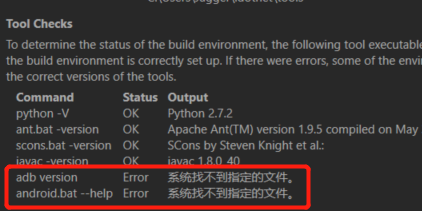 Tool Checks
To determine the status of the build environment, the following tool executable
the build environment is correctly set up. If there were errors, some of the envi
the correct versions of the tools.
Command Status Output
python -V OK Python 2.7.2
ant.bat -version OK Apache Ant(TM) version 1.9.5 compiled on May
scons.bat -version OK SCons by Steven Knight et al.:
javac -version OK javac 1.8.0_40
adb version Error 系统找不到指定的文件。
android.bat --help Error 系统找不到指定的文件。